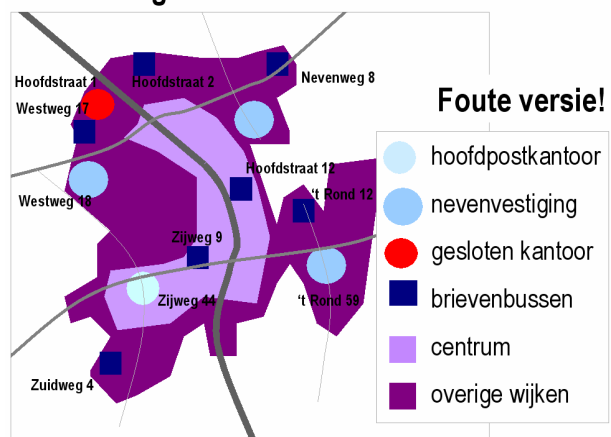 Hoofdstraat 1
Hoofdstraat 2
Nevenweg 8
Westweg 17
Hoofdstraat 12
Westweg 18
't Rond 12
Zijweg 9
Zijweg 44
't Rond 59
Zuidweg 4
Foute versie!
hoofdpostkantoor
nevenvestiging
gesloten kantoor
brievenbussen
centrum
overige wijken